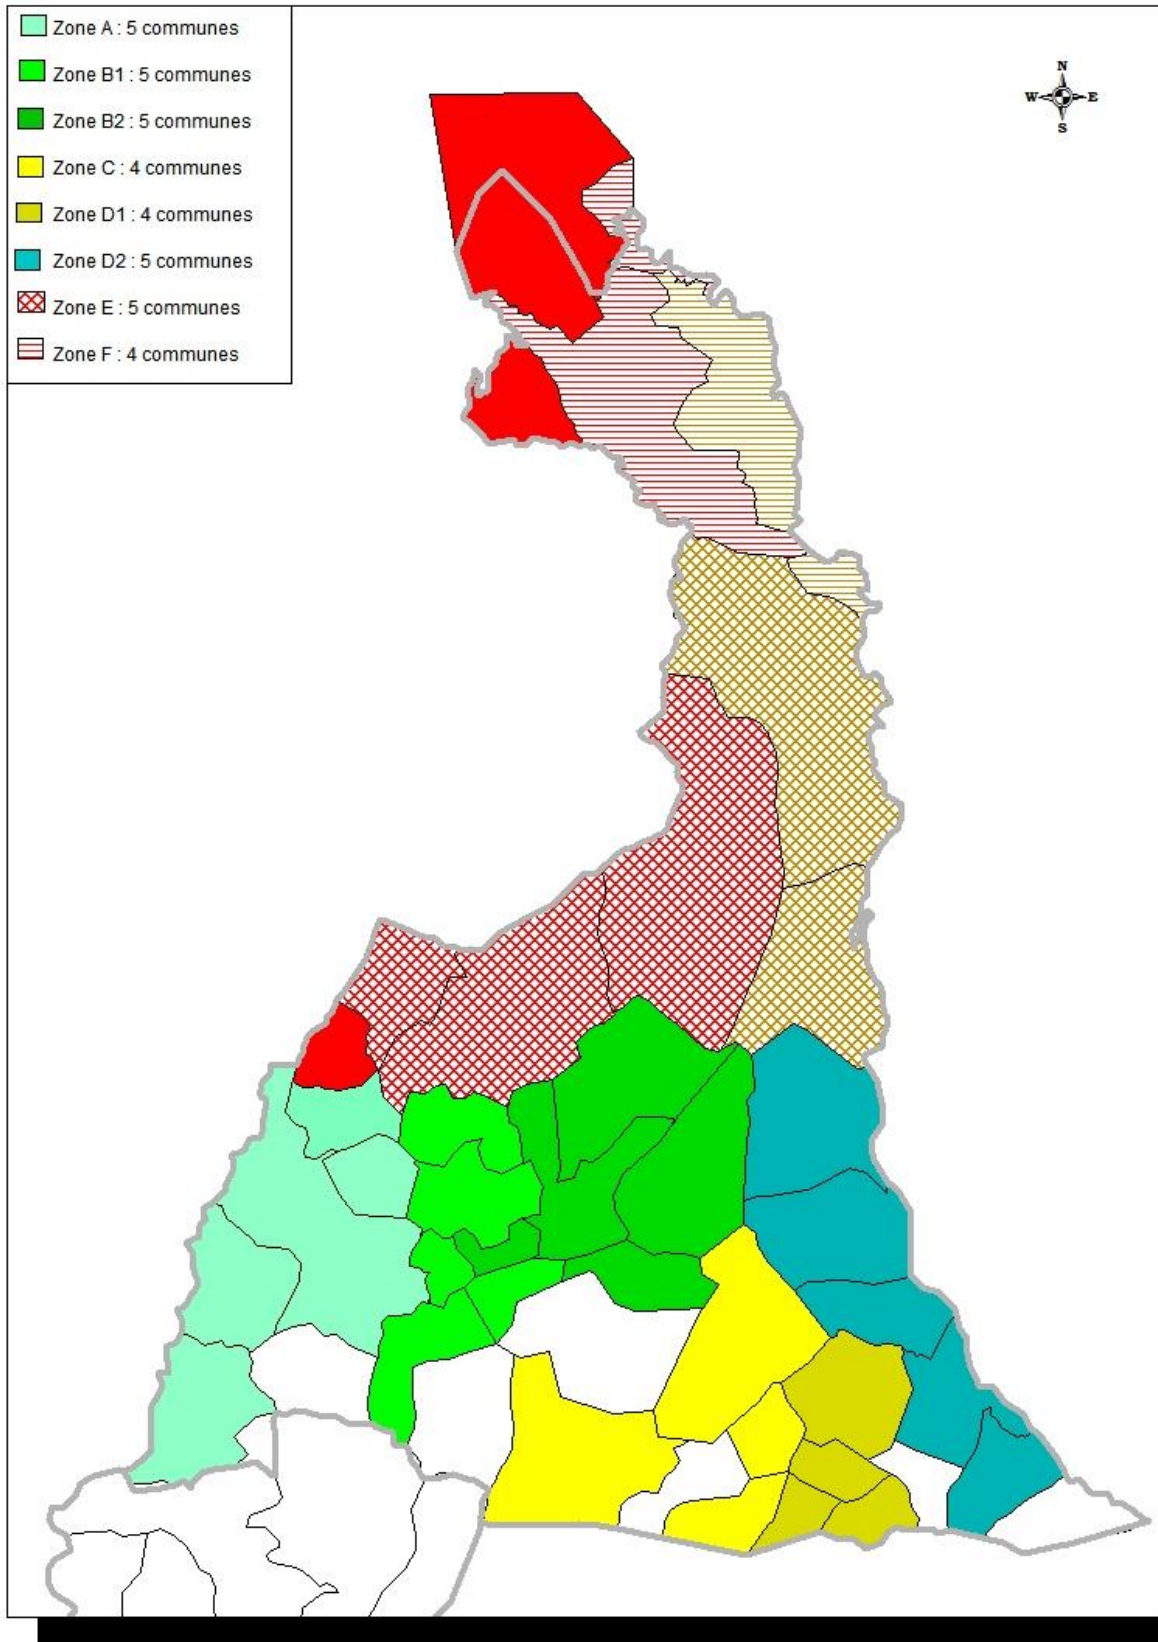 Zone A : 5 communes
Zone B1 : 5 communes
Zone B2 : 5 communes
Zone C : 4 communes
Zone D1 : 4 communes
Zone D2 : 5 communes
Zone E : 5 communes
Zone F : 4 communes
N
W E
S